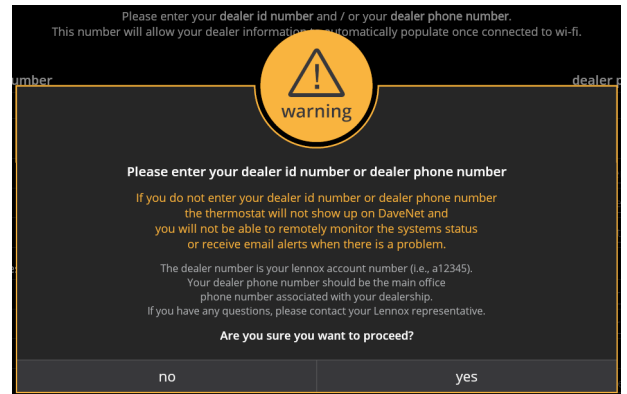 Please enter your dealer id number and / or your dealer phone number.
This number will allow your dealer information to automatically populate once connected to wi-fi.
umber
dealer p
warning
Please enter your dealer id number or dealer phone number
If you do not enter your dealer id number or dealer phone number
the thermostat will not show up on DaveNet and
you will not be able to remotely monitor the systems status
or receive email alerts when there is a problem.
The dealer number is your lennox account number (i.e., a12345).
Your dealer phone number should be the main office
phone number associated with your dealership.
If you have any questions, please contact your Lennox representative.
Are you sure you want to proceed?
no
yes